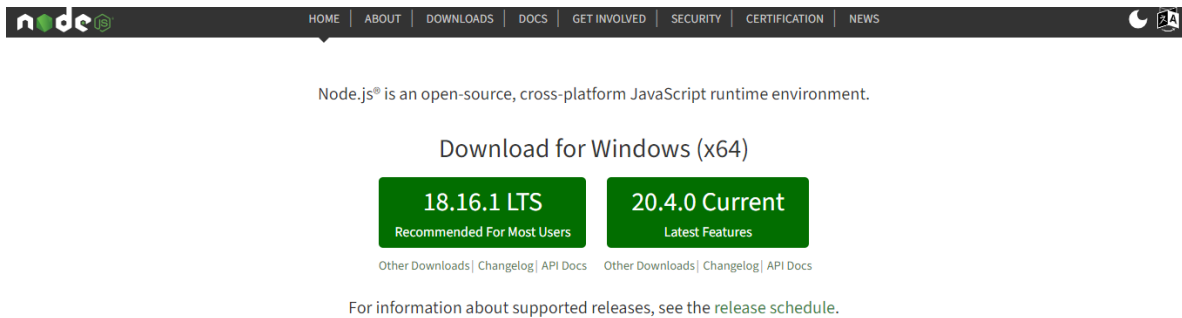 node JS
HOME | ABOUT | DOWNLOADS | DOCS | GET INVOLVED | SECURITY | CERTIFICATION | NEWS
Node.js® is an open-source, cross-platform JavaScript runtime environment.
Download for Windows (x64)
18.16.1 LTS 20.4.0 Current
Recommended For Most Users Latest Features
Other Downloads | Changelog | API Docs Other Downloads | Changelog | API Docs
For information about supported releases, see the release schedule.